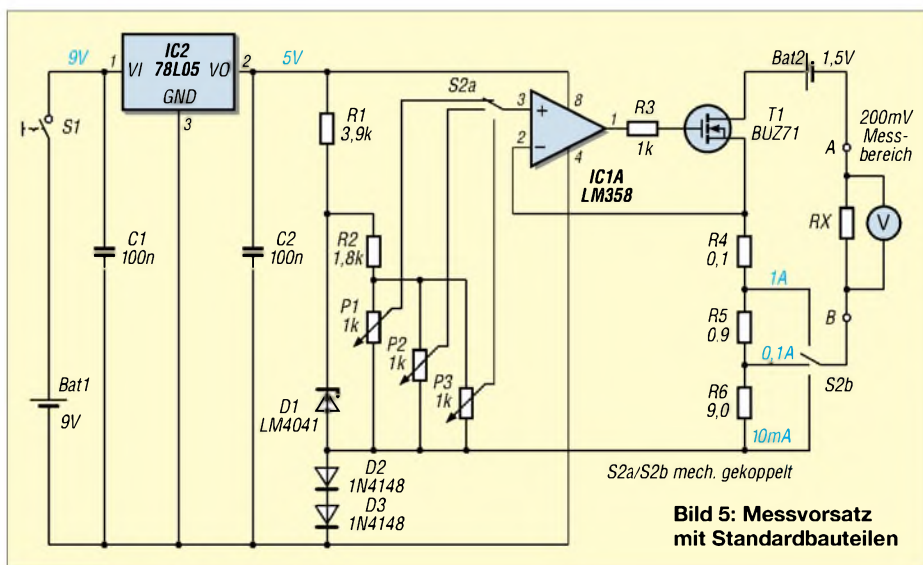 9V
1
VI
IC2
78L05
VO
GND
2
3
5V
S1
C1
100n
C2
100n
Bat1
9V
R1
3,9k
R2
1,8k
P1
1k
P2
1k
P3
1k
D1
LM4041
D2
1N4148
D3
1N4148
S2a
3
+
2
–
8
4
1
IC1A
LM358
R3
1k
T1
BUZ71
Bat2
1,5V
200mV
Mess-
bereich
A
RX
V
B
R4
0,1
1A
R5
0.9
0,1A
S2b
R6
9,0
10mA
S2a/S2b mech. gekoppelt
Bild 5: Messvorsatz
mit Standardbauteilen